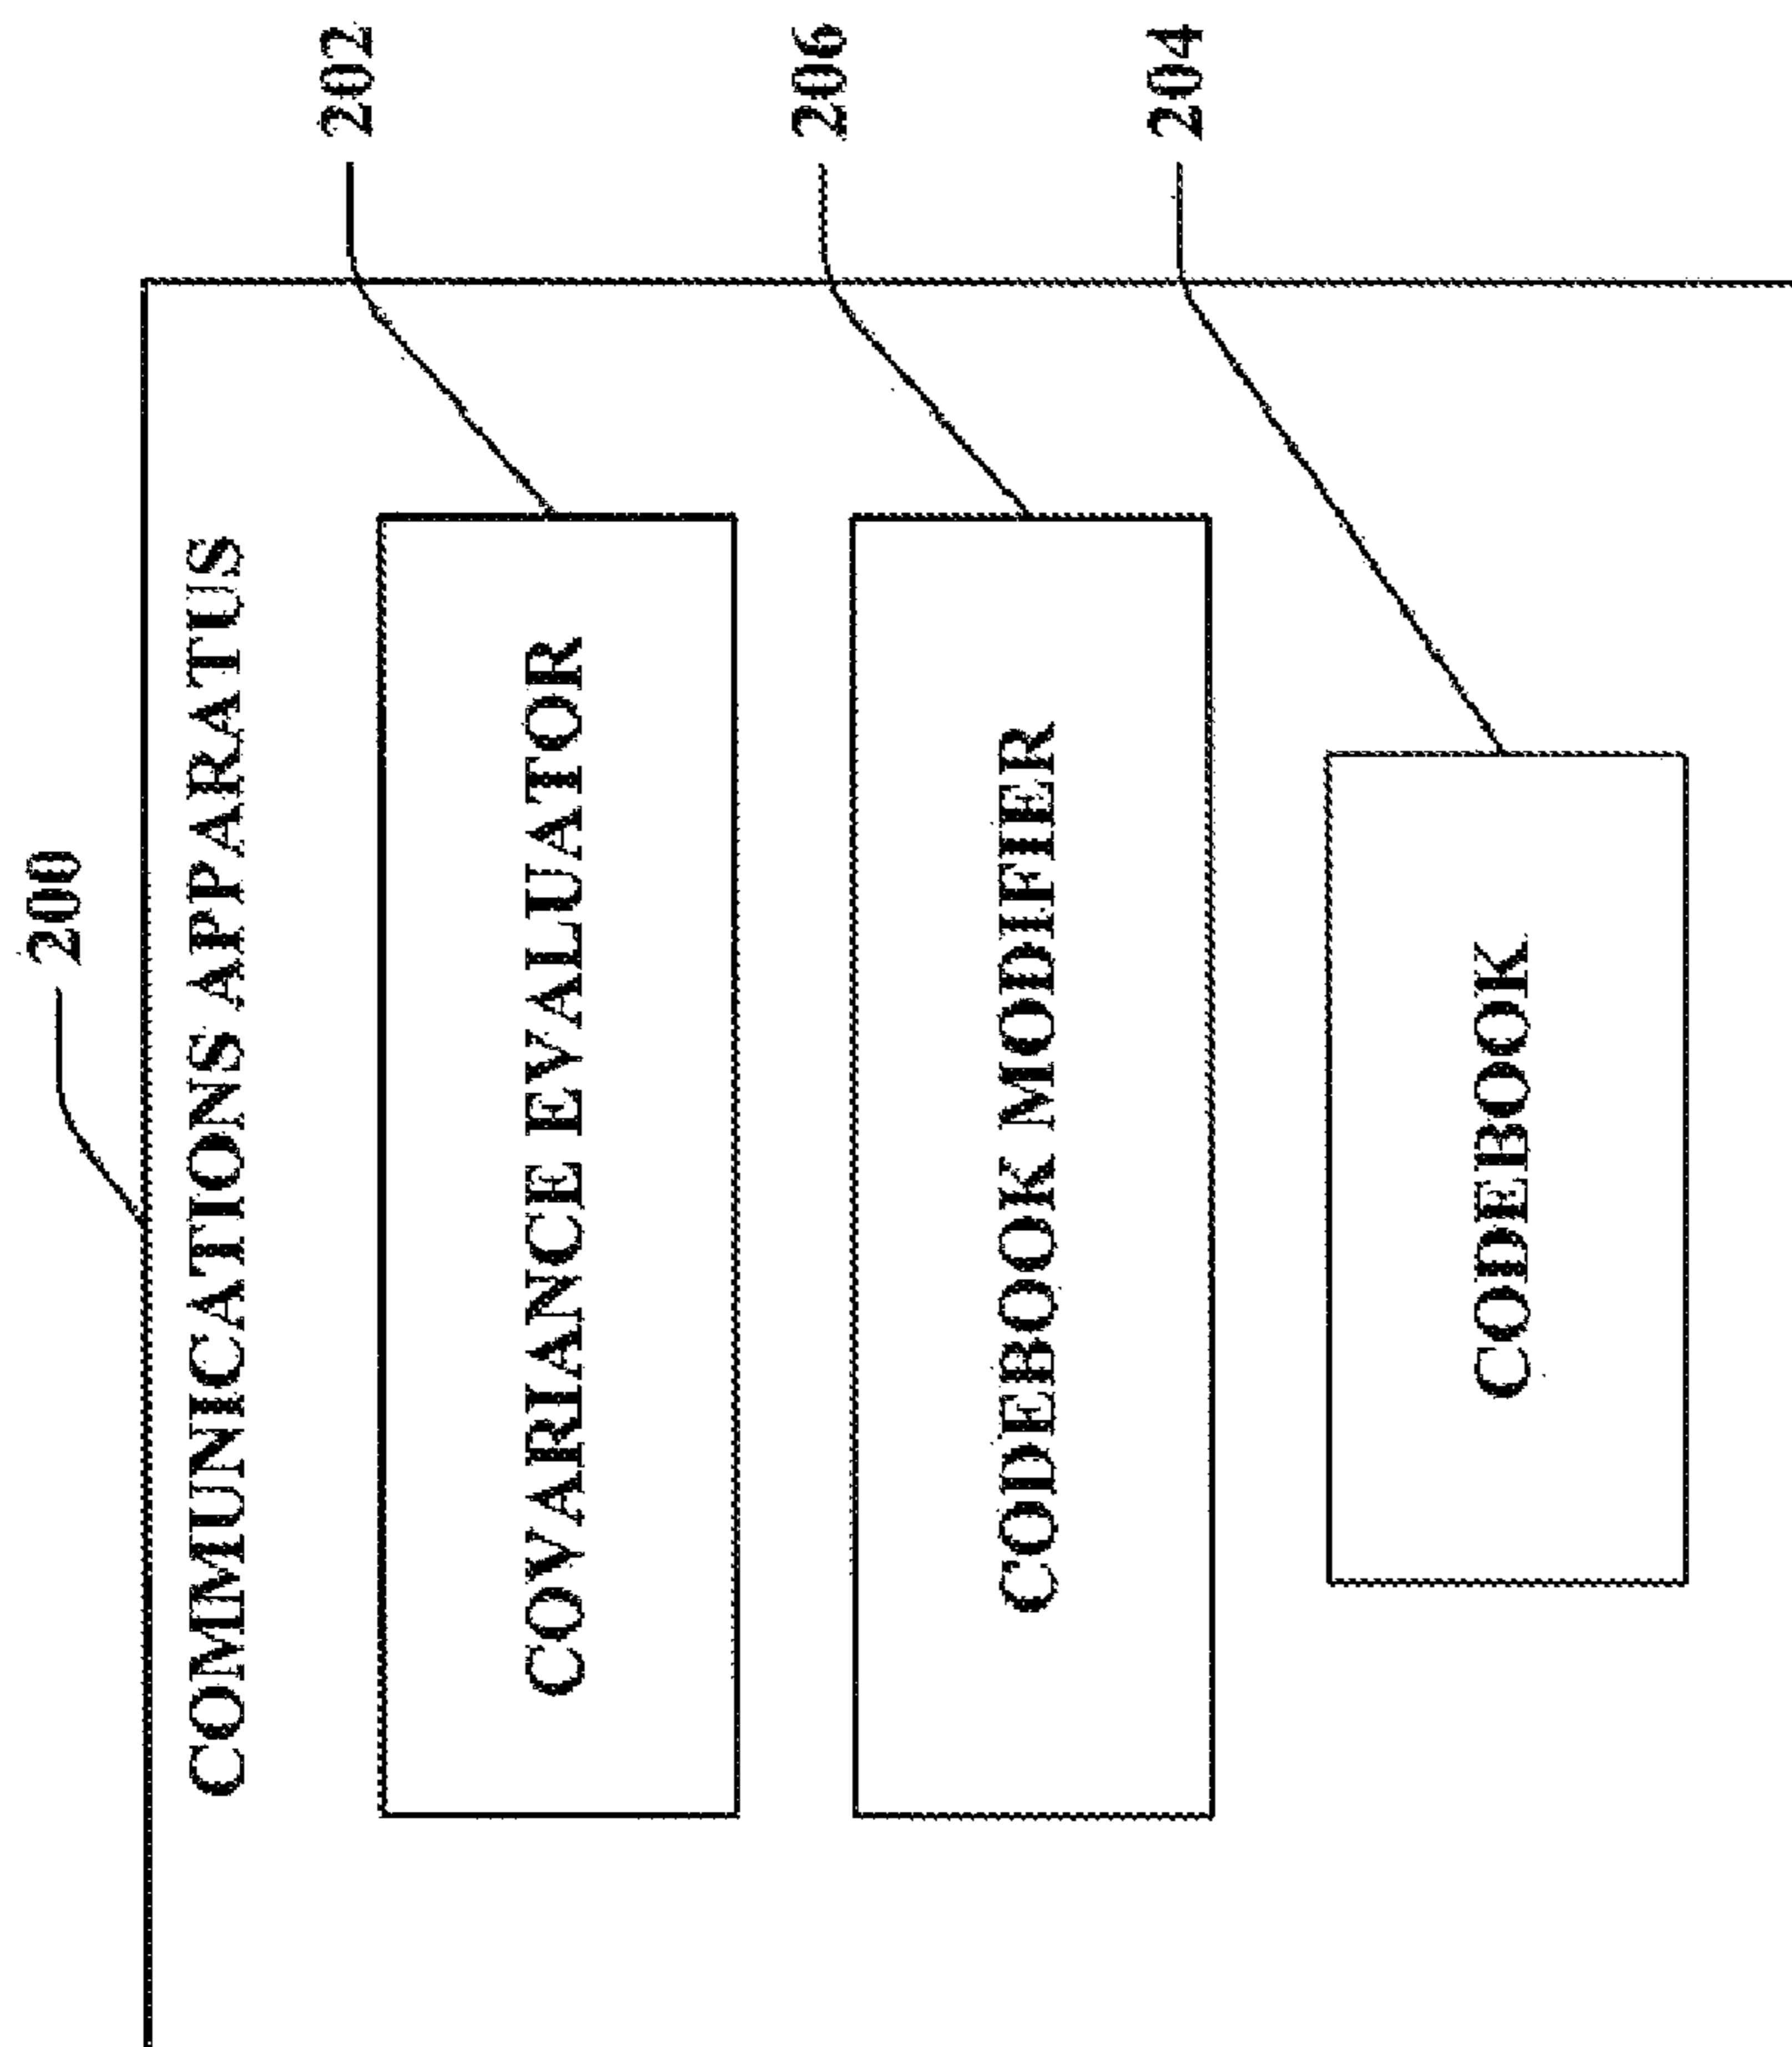 200
COMMUNICATIONS APPARATUS
202
COVARIANCE EVALUATOR
206
CODEBOOK MODIFIER
204
CODEBOOK